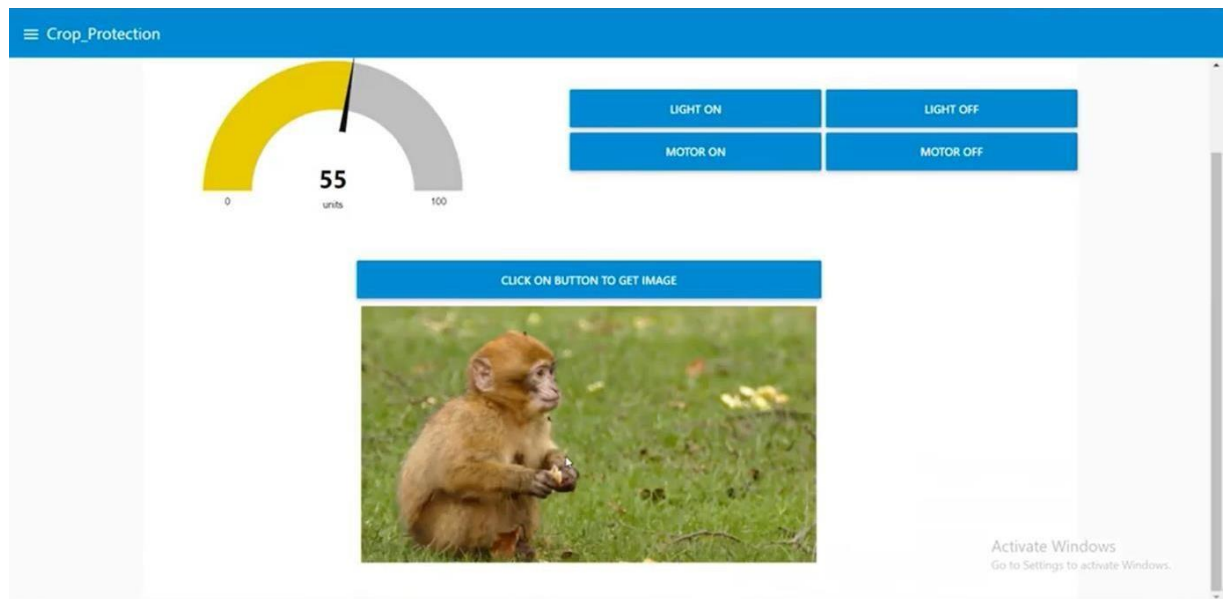 Crop_Protection
LIGHT ON
LIGHT OFF
MOTOR ON
MOTOR OFF
55
0
units
100
CLICK ON BUTTON TO GET IMAGE
Activate Windows
Go to Settings to activate Windows.